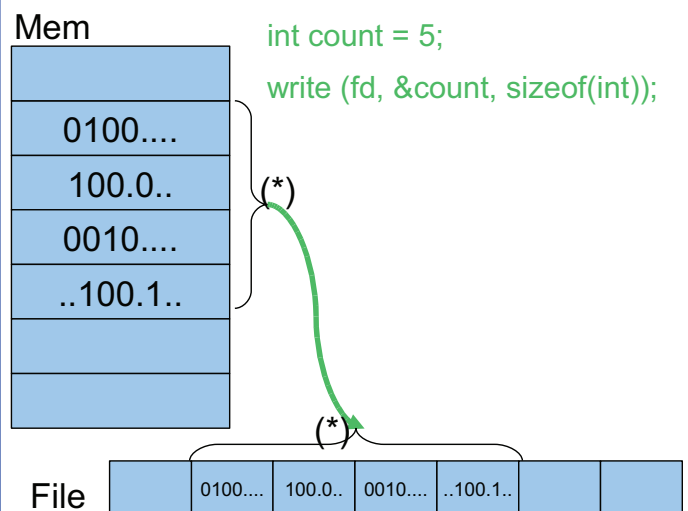 Mem
int count = 5;
write (fd, &count, sizeof(int));
0100....
100.0..
(*)
0010....
..100.1..
(*)
File
0100....
100.0..
0010....
..100.1..